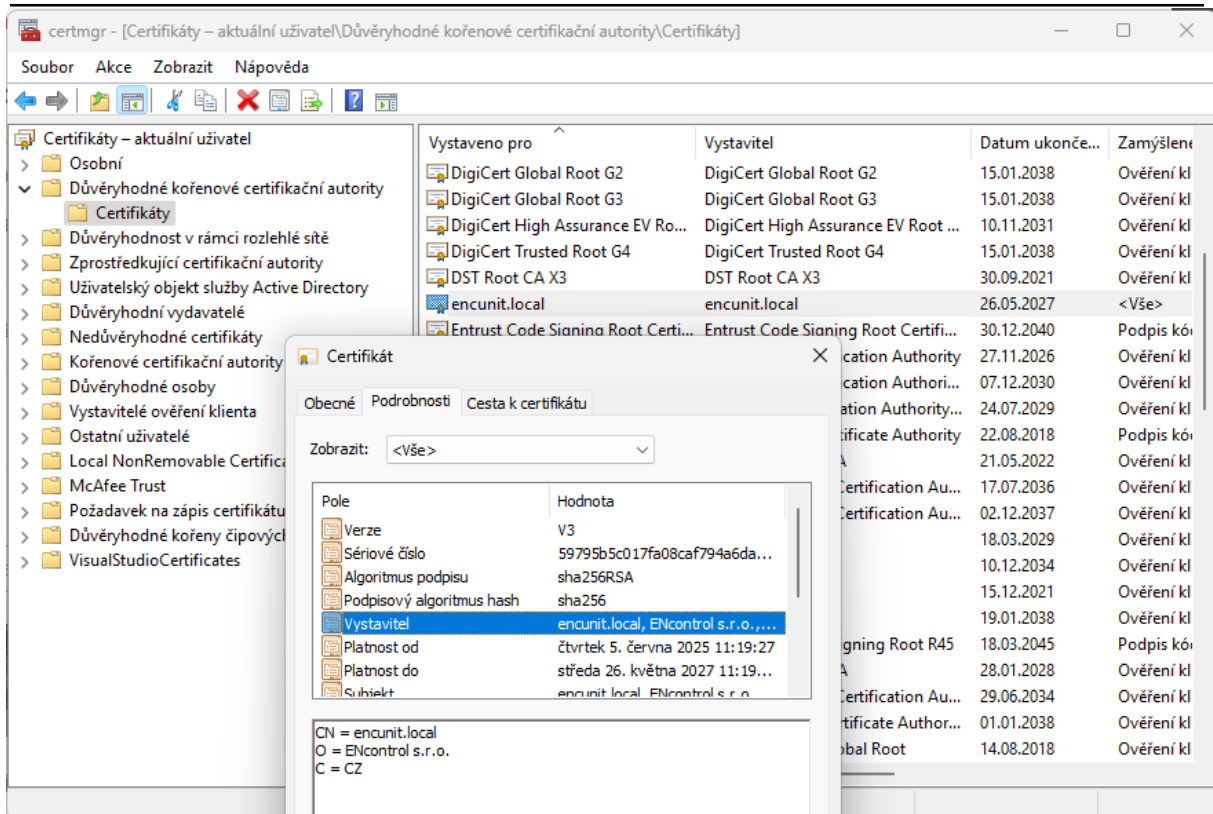 certmgr - [Certifikáty – aktuální uživatel\Důvěryhodné kořenové certifikační autority\Certifikáty]
Soubor Akce Zobrazit Nápověda
Certifikáty – aktuální uživatel
Osobní
Důvěryhodné kořenové certifikační autority
Certifikáty
Důvěryhodnost v rámci rozlehlé sítě
Zprostředkující certifikační autority
Uživatelský objekt služby Active Directory
Důvěryhodní vydavatelé
Nedůvěryhodné certifikáty
Kořenové certifikační autority
Důvěryhodné osoby
Vystavitelé ověření klienta
Ostatní uživatelé
Local NonRemovable Certifica
McAfee Trust
Požadavek na zápis certifikátu
Důvěryhodné kořeny čipovýc
VisualStudioCertificates
Vystaveno pro Vystavitel Datum ukonče... Zamýšlene
DigiCert Global Root G2 DigiCert Global Root G2 15.01.2038 Ověření kl
DigiCert Global Root G3 DigiCert Global Root G3 15.01.2038 Ověření kl
DigiCert High Assurance EV Ro... DigiCert High Assurance EV Root ... 10.11.2031 Ověření kl
DigiCert Trusted Root G4 DigiCert Trusted Root G4 15.01.2038 Ověření kl
DST Root CA X3 DST Root CA X3 30.09.2021 Ověření kl
encunit.local encunit.local 26.05.2027 <Vše>
Entrust Code Signing Root Certi... Entrust Code Signing Root Certifi... 30.12.2040 Podpis kó
cation Authority 27.11.2026 Ověření kl
cation Authori... 07.12.2030 Ověření kl
ation Authority... 24.07.2029 Ověření kl
tificate Authority 22.08.2018 Podpis kó
A 21.05.2022 Ověření kl
Certification Au... 17.07.2036 Ověření kl
Certification Au... 02.12.2037 Ověření kl
18.03.2029 Ověření kl
10.12.2034 Ověření kl
15.12.2021 Ověření kl
19.01.2038 Ověření kl
gning Root R45 18.03.2045 Podpis kó
A 28.01.2028 Ověření kl
Certification Au... 29.06.2034 Ověření kl
rtificate Author... 01.01.2038 Ověření kl
obal Root 14.08.2018 Ověření kl
Certifikát
Obecné Podrobnosti Cesta k certifikátu
Zobrazit: <Vše>
Pole Hodnota
Verze V3
Sériové číslo 59795b5c017fa08caf794a6da...
Algoritmus podpisu sha256RSA
Podpisový algoritmus hash sha256
Vystavitel encunit.local, ENcontrol s.r.o.,...
Platnost od čtvrtek 5. června 2025 11:19:27
Platnost do středa 26. května 2027 11:19...
Subjekt encunit.local, ENcontrol s.r.o.
CN = encunit.local
O = ENcontrol s.r.o.
C = CZ